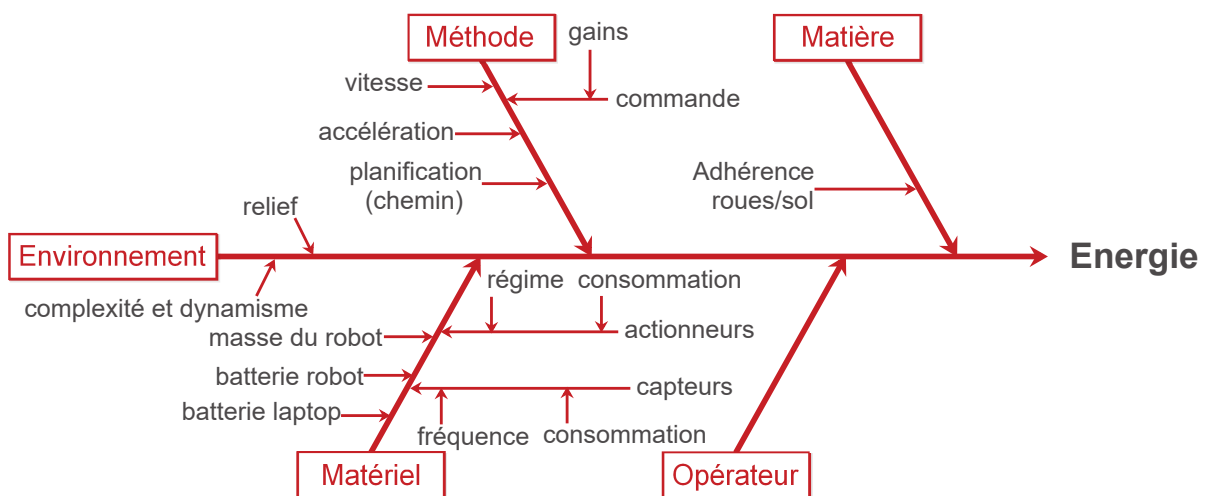 Méthode
gains
Matière
vitesse
commande
accélération
planification
(chemin)
Adhérence
roues/sol
relief
Environnement
Energie
complexité et dynamisme
régime
consommation
masse du robot
actionneurs
batterie robot
capteurs
batterie laptop
fréquence
consommation
Matériel
Opérateur